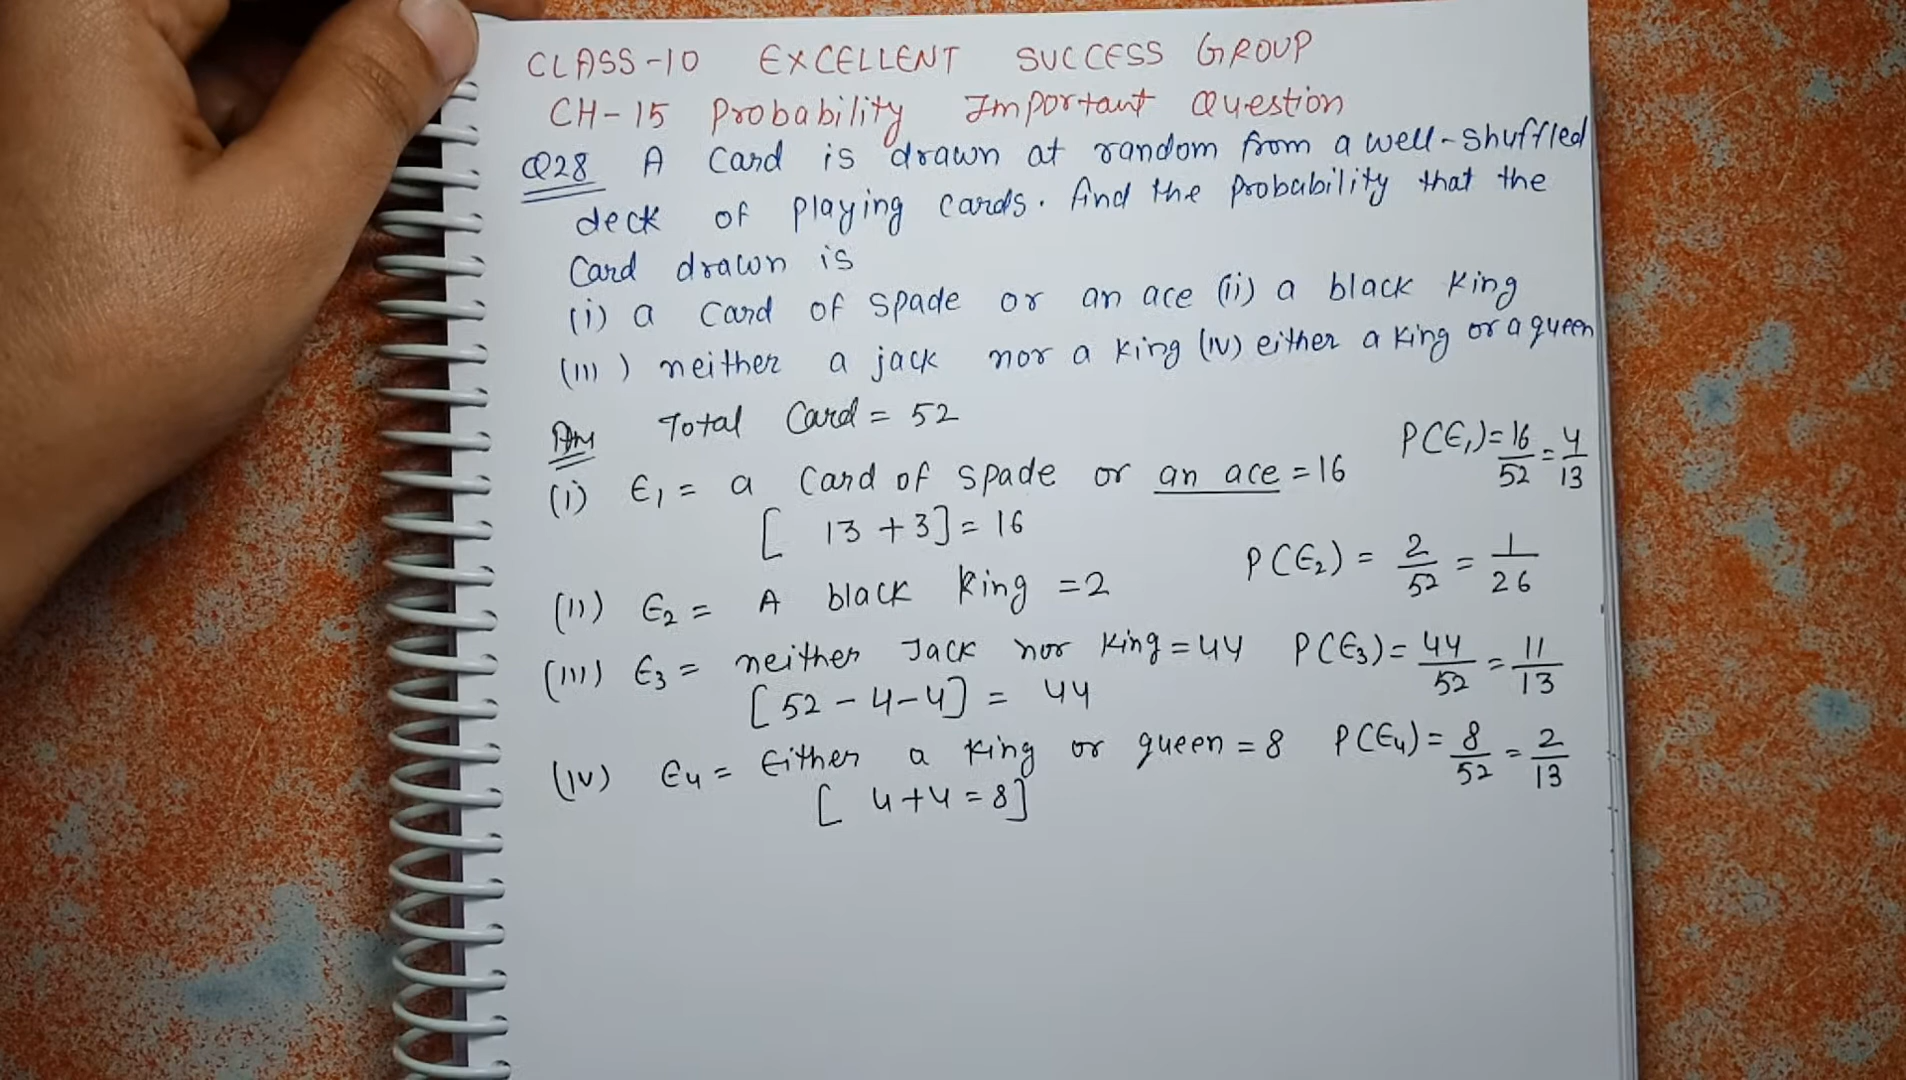 CLASS-10 EXCELLENT SUCCESS GROUP
CH-15 Probability Important Question
Q28 A Card is drawn at random from a well-shuffled
deck of playing cards. find the probability that the
Card drawn is
(i) a card of spade or an ace (ii) a black King
(iii) neither a jack nor a king (iv) either a king or a queen
Ans Total Card = 52
(i) E₁ = a Card of spade or an ace = 16 P(E₁) = 16/52 = 4/13
[ 13 + 3] = 16
(ii) E₂ = A black King = 2 P(E₂) = 2/52 = 1/26
(iii) E₃ = neither Jack nor King = 44 P(E₃) = 44/52 = 11/13
[52 - 4 - 4] = 44
(iv) E₄ = Either a king or queen = 8 P(E₄) = 8/52 = 2/13
[ 4 + 4 = 8]